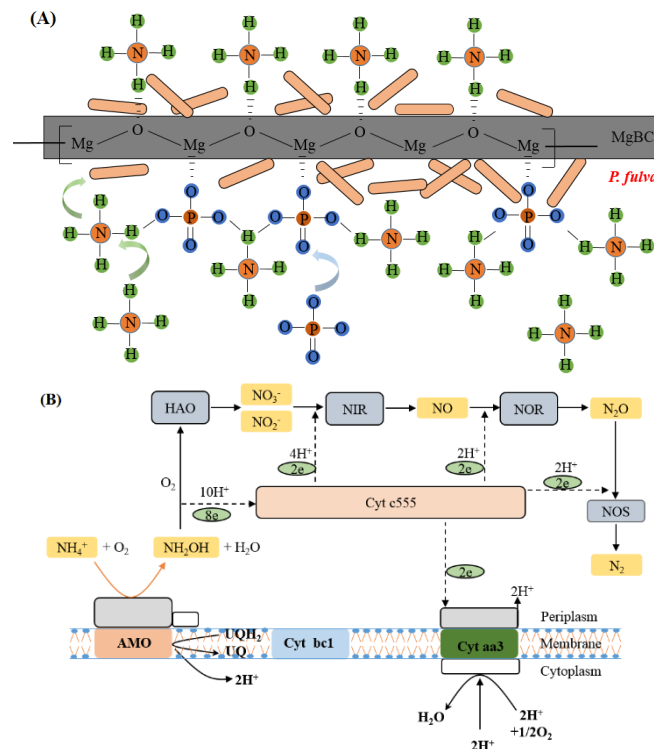 (A)
H H H H
H N H H N H H N H H N H
H H H H
O O O O
Mg Mg Mg Mg Mg MgBC
P. fulva
O O O
H H H
H N H O P O H O P O H N H H O P O H N H
H O H N H O H H N H O H
H H H
H O H
H N H O P O H N H
H O H
(B)
HAO NO3- NIR NO NOR N2O
NO2-
4H+ 2H+ 2H+
2e 2e 2e
O2 10H+
8e
Cyt c555
NOS
NH4+ + O2 NH2OH + H2O
2e
N2
2H+
Periplasm
AMO UQH2 Cyt bc1 Cyt aa3 Membrane
UQ
Cytoplasm
2H+
H2O 2H+
+1/2O2
2H+